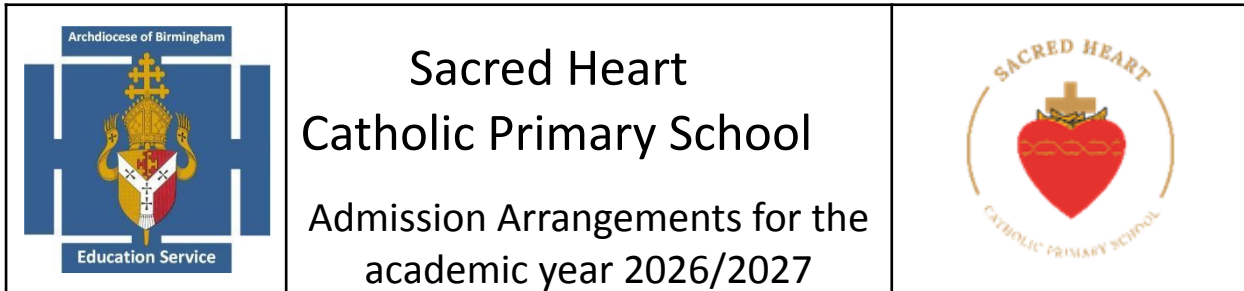 Archdiocese of Birmingham
Education Service
Sacred Heart
Catholic Primary School
Admission Arrangements for the
academic year 2026/2027
SACRED HEART
CATHOLIC PRIMARY SCHOOL